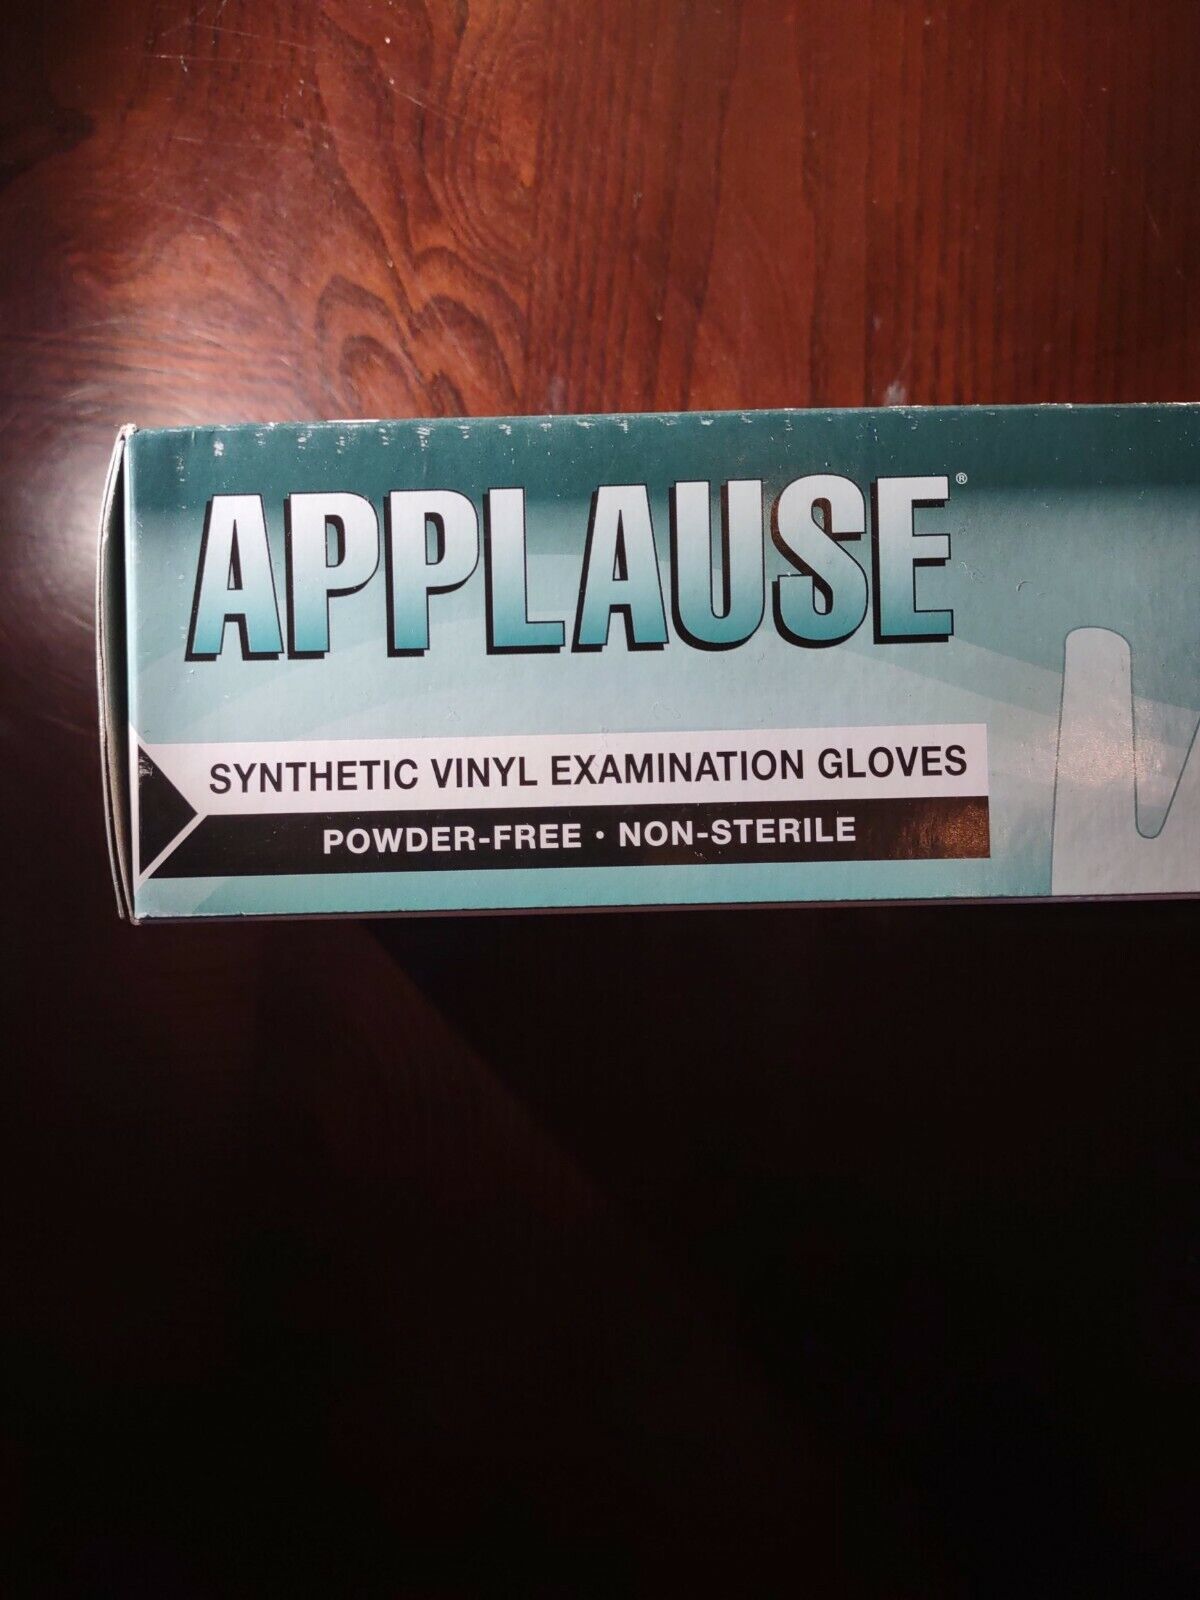 APPLAUSE®
SYNTHETIC VINYL EXAMINATION GLOVES
POWDER-FREE • NON-STERILE